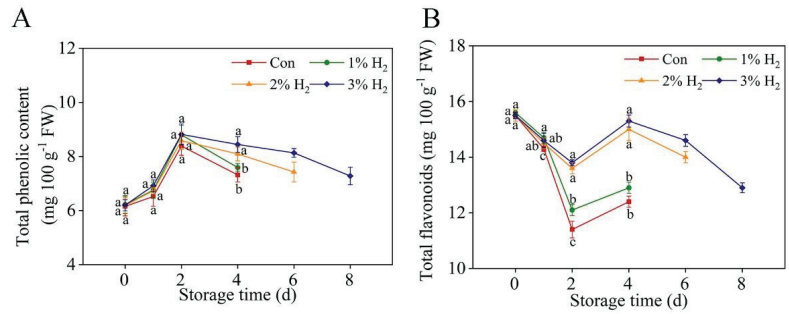 A
12
10
8
6
4
Total phenolic content
(mg 100 g⁻¹ FW)
Con
1% H₂
2% H₂
3% H₂
a
a
a
a
a
a
a
a
a
a
a
a
a
a
b
b
0
2
4
6
8
Storage time (d)
B
18
16
14
12
10
Total flavonoids (mg 100 g⁻¹ FW)
Con
1% H₂
2% H₂
3% H₂
a
a
a
a
a
ab
ab
c
a
a
b
c
a
a
b
b
0
2
4
6
8
Storage time (d)